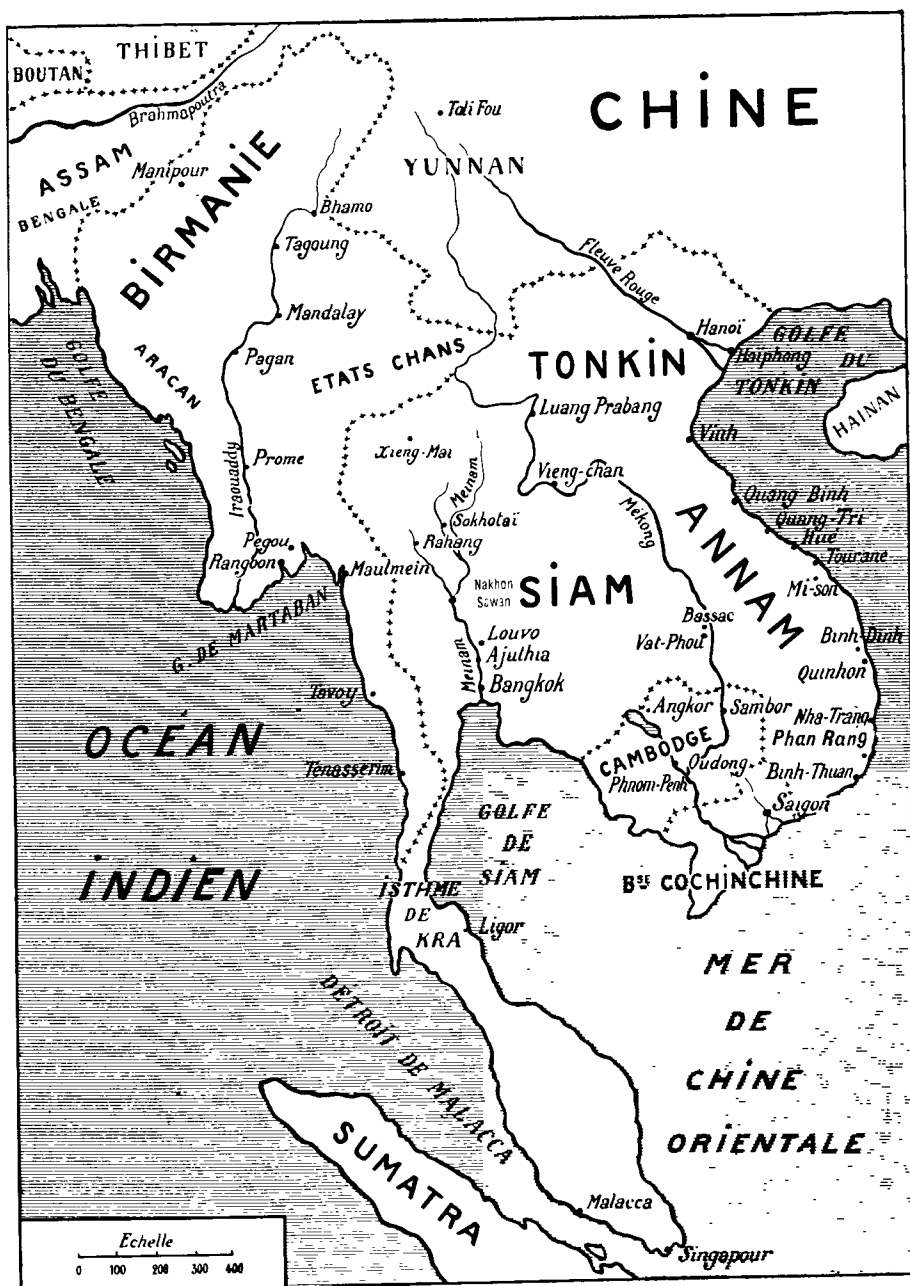 THIBET
BOUTAN
Brahmapoutra
CHINE
Tali Fou
YUNNAN
ASSAM
Manipour
BENGALE
BIRMANIE
Bhamo
Tagoung
Fleuve Rouge
Mandalay
Hanoï
GOLFE
DU
TONKIN
Haïphong
Pagan
ETATS CHANS
TONKIN
ARACAN
GOLFE
DU BENGALE
HAINAN
Luang Prabang
Vinh
Xieng-Mai
Prome
Iraouaddy
Meinam
Vieng-chan
Mékong
Quang Binh
Sokhotaï
Quang-Tri
Rahang
Hué
Pegou
Tourane
Rangoon
Maulmein
ANNAM
Mi-son
Nakhon
Sawan
SIAM
G. DE MARTABAN
Bassac
Vat-Phou
Louvo
Ajuthia
Binh-Dinh
Meinam
Quinhon
Bangkok
Tavoy
Angkor
Sambor
Nha-Trang
Phan Rang
OCÉAN
INDIEN
CAMBODGE
Oudong
Phnom-Penh
Binh-Thuan
Tenasserim
Saïgon
GOLFE
DE
SIAM
Bse COCHINCHINE
ISTHME
DE
KRA
Ligor
MER
DE
CHINE
ORIENTALE
DÉTROIT DE MALACCA
SUMATRA
Malacca
Singapour
Echelle
0 100 200 300 400